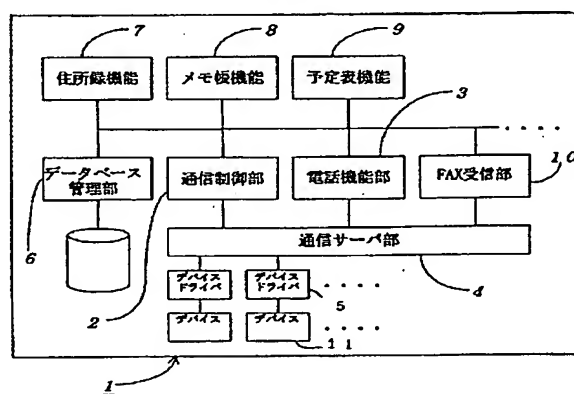 7
8
9
住所録機能
メモ板機能
予定表機能
3
10
データベース
管理部
通信制御部
電話機能部
FAX受信部
6
通信サーバ部
2
4
デバイス
ドライバ
デバイス
ドライバ
5
デバイス
デバイス
11
1